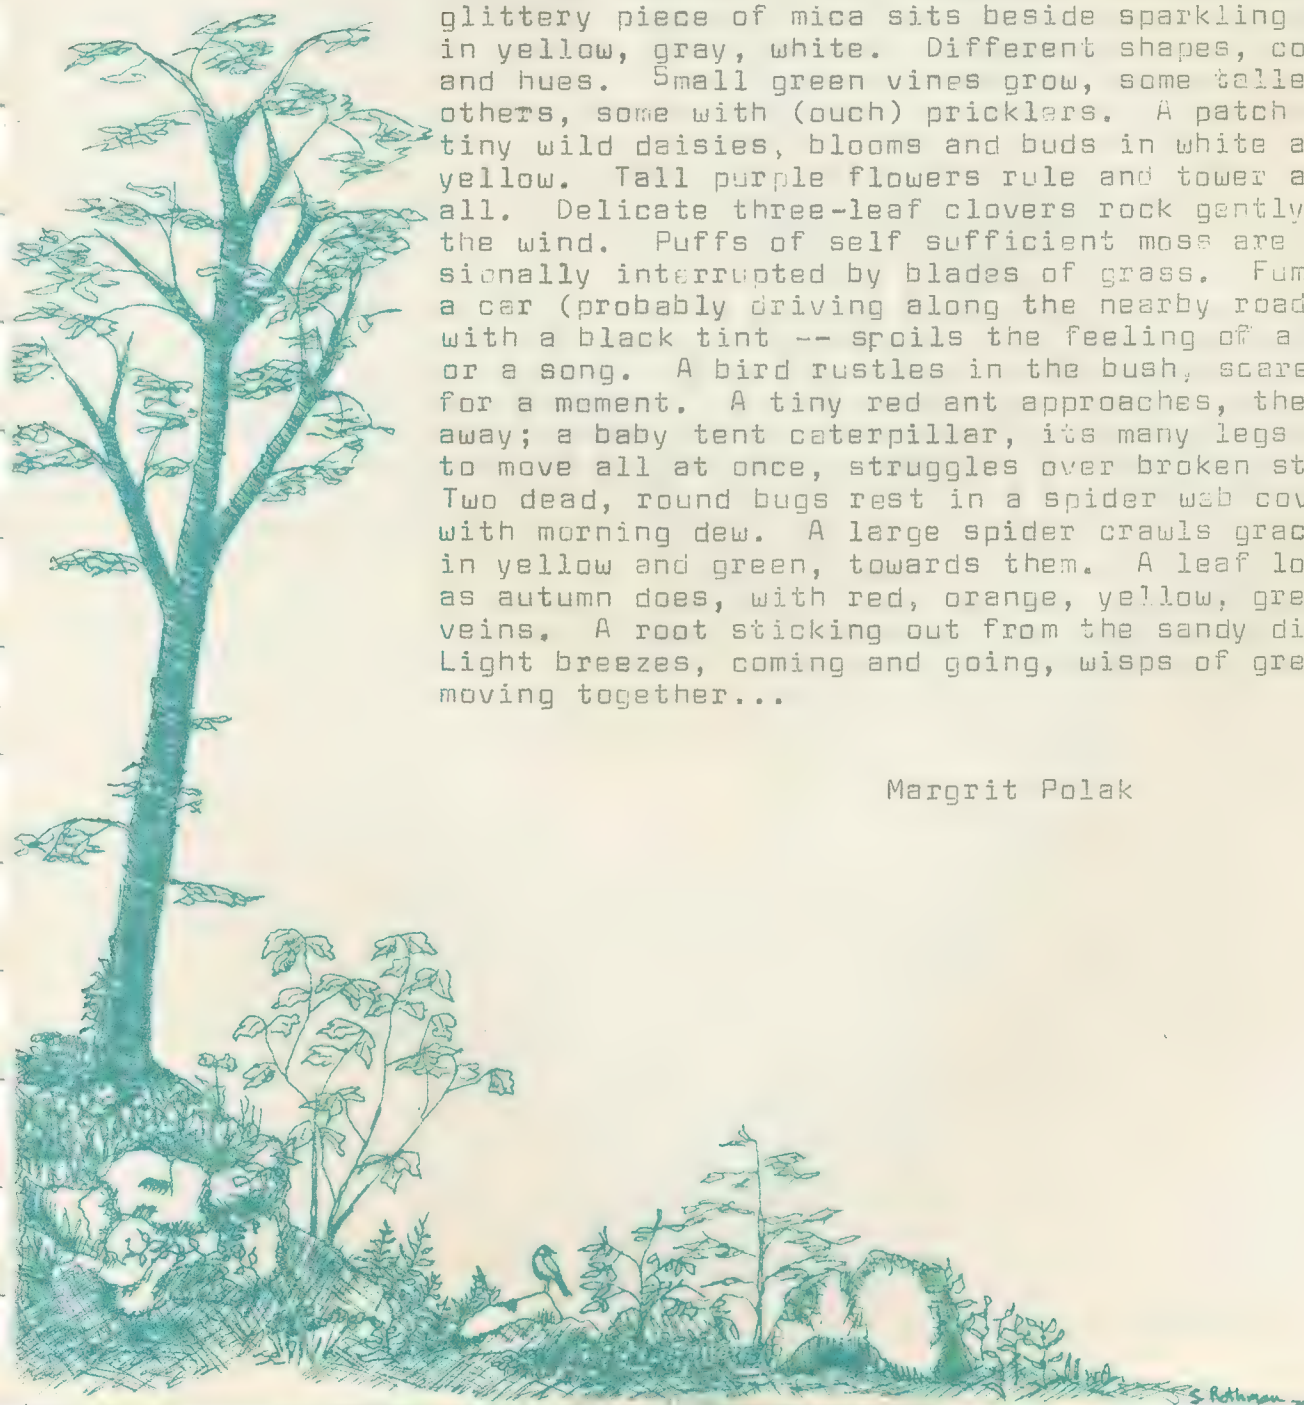 glittery piece of mica sits beside sparkling
in yellow, gray, white.  Different shapes, co
and hues.  Small green vines grow, some talle
others, some with (ouch) pricklers.  A patch
tiny wild daisies, blooms and buds in white a
yellow.  Tall purple flowers rule and tower a
all.  Delicate three-leaf clovers rock gently
the wind.  Puffs of self sufficient moss are
sionally interrupted by blades of grass.  Fum
a car (probably driving along the nearby road
with a black tint -- spoils the feeling of a
or a song.  A bird rustles in the bush, scare
for a moment.  A tiny red ant approaches, the
away; a baby tent caterpillar, its many legs
to move all at once, struggles over broken st
Two dead, round bugs rest in a spider web cov
with morning dew.  A large spider crawls grac
in yellow and green, towards them.  A leaf lo
as autumn does, with red, orange, yellow, gre
veins.  A root sticking out from the sandy di
Light breezes, coming and going, wisps of gre
moving together...
Margrit Polak
S Rothman